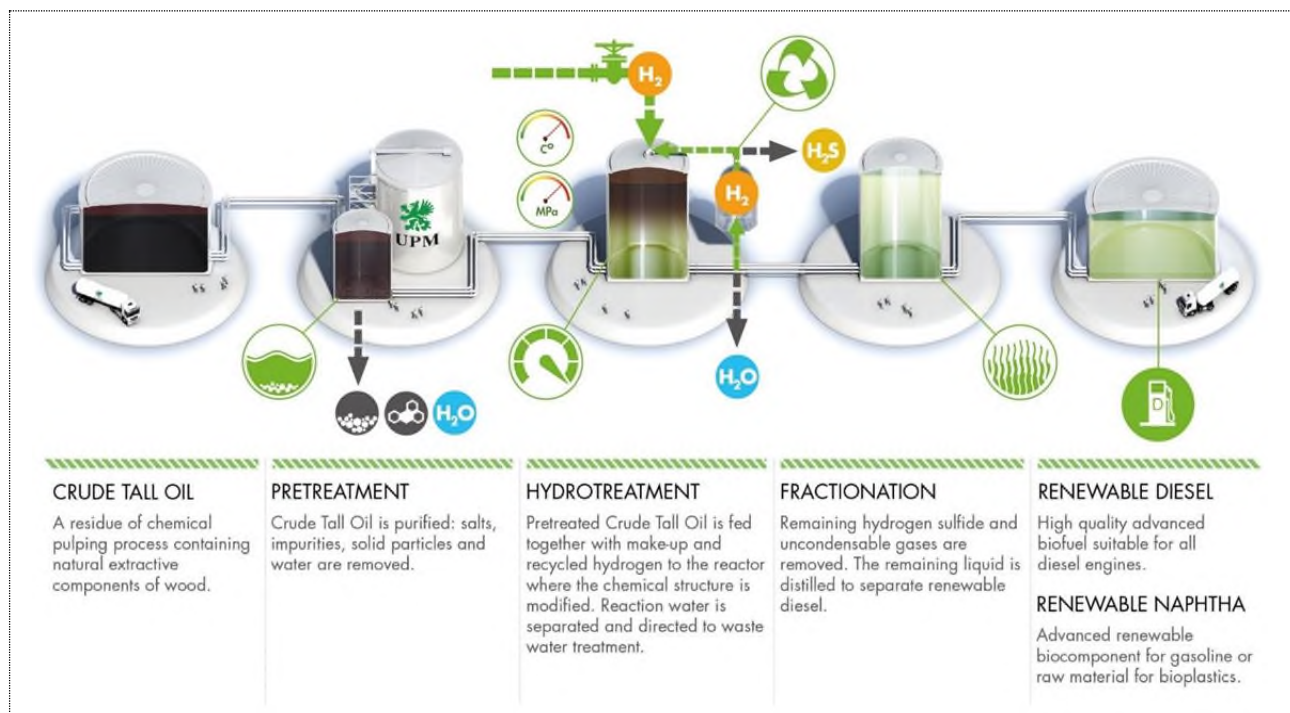 H₂
C°
MPa
UPM
H₂S
H₂
H₂O
H₂O
D
CRUDE TALL OIL
A residue of chemical
pulping process containing
natural extractive
components of wood.
PRETREATMENT
Crude Tall Oil is purified: salts,
impurities, solid particles and
water are removed.
HYDROTREATMENT
Pretreated Crude Tall Oil is fed
together with make-up and
recycled hydrogen to the reactor
where the chemical structure is
modified. Reaction water is
separated and directed to waste
water treatment.
FRACTIONATION
Remaining hydrogen sulfide and
uncondensable gases are
removed. The remaining liquid is
distilled to separate renewable
diesel.
RENEWABLE DIESEL
High quality advanced
biofuel suitable for all
diesel engines.
RENEWABLE NAPHTHA
Advanced renewable
biocomponent for gasoline or
raw material for bioplastics.